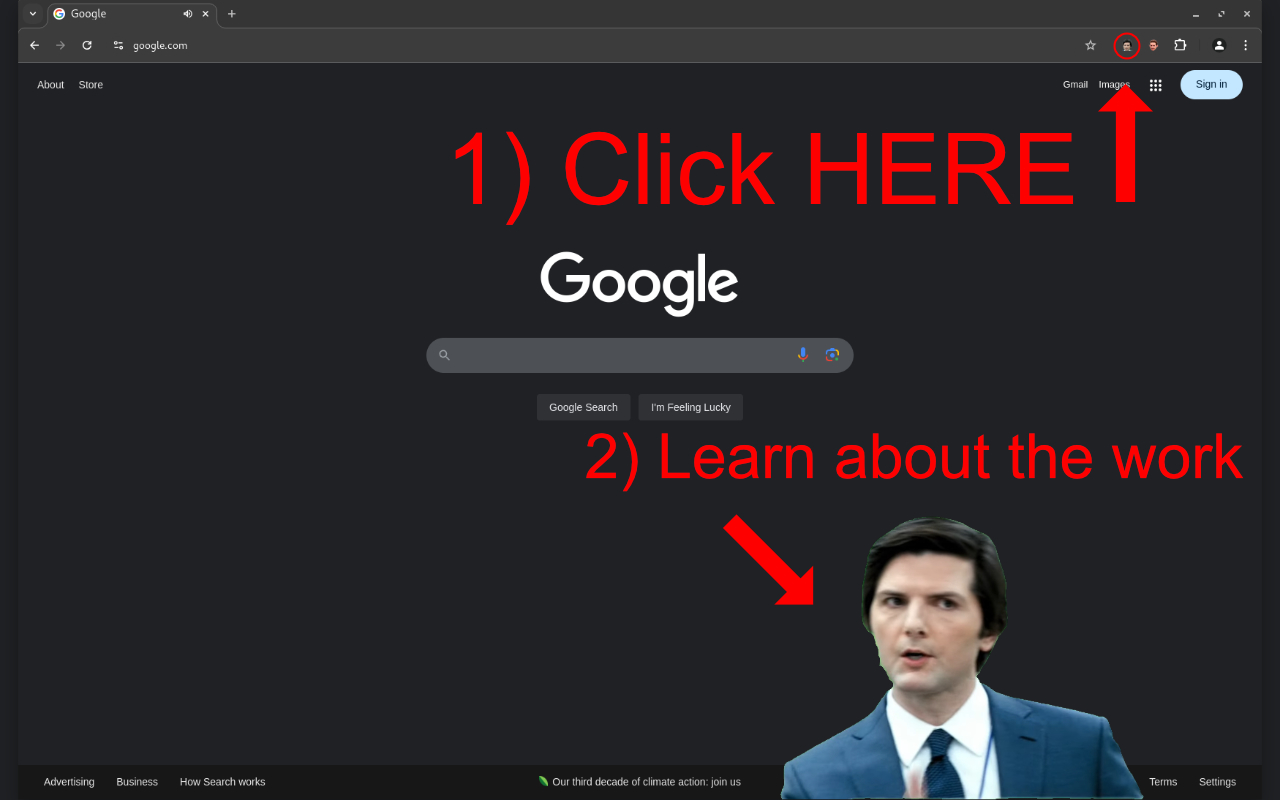 Google
google.com
About Store
Gmail Images Sign in
1) Click HERE
Google
Google Search I'm Feeling Lucky
2) Learn about the work
Advertising Business How Search works
Our third decade of climate action: join us
Terms Settings